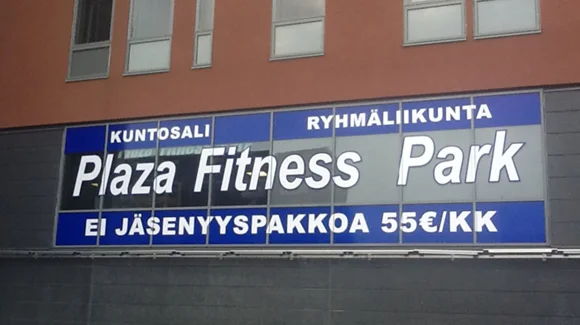 KUNTOSALI RYHMÄLIIKUNTA
Plaza Fitness Park
EI JÄSENYYSPAKKOA 55€/KK